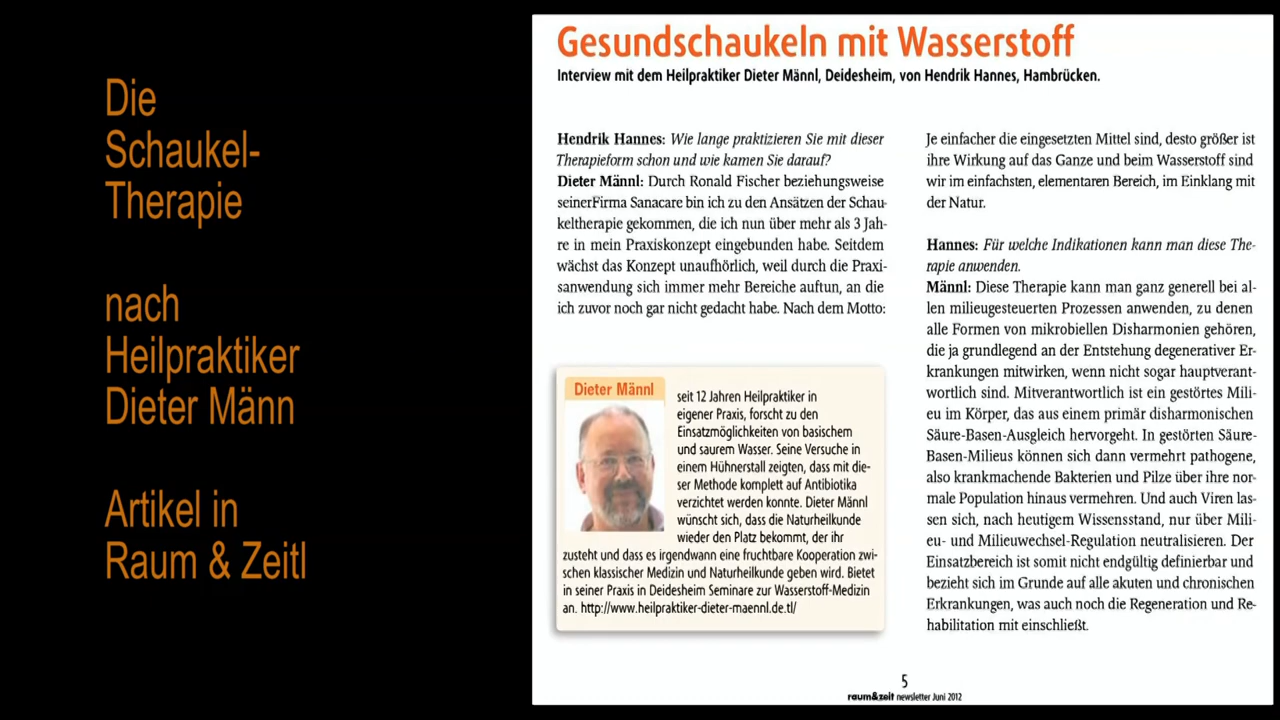 Die
Schaukel-
Therapie
nach
Heilpraktiker
Dieter Männ
Artikel in
Raum & Zeitl
Gesundschaukeln mit Wasserstoff
Interview mit dem Heilpraktiker Dieter Männl, Deidesheim, von Hendrik Hannes, Hambrücken.
Hendrik Hannes: Wie lange praktizieren Sie mit dieser
Therapieform schon und wie kamen Sie darauf?
Dieter Männl: Durch Ronald Fischer beziehungsweise
seinerFirma Sanacare bin ich zu den Ansätzen der Schau-
keltherapie gekommen, die ich nun über mehr als 3 Jah-
re in mein Praxiskonzept eingebunden habe. Seitdem
wächst das Konzept unaufhörlich, weil durch die Praxi-
sanwendung sich immer mehr Bereiche auftun, an die
ich zuvor noch gar nicht gedacht habe. Nach dem Motto:
Dieter Männl
seit 12 Jahren Heilpraktiker in
eigener Praxis, forscht zu den
Einsatzmöglichkeiten von basischem
und saurem Wasser. Seine Versuche in
einem Hühnerstall zeigten, dass mit die-
ser Methode komplett auf Antibiotika
verzichtet werden konnte. Dieter Männl
wünscht sich, dass die Naturheilkunde
wieder den Platz bekommt, der ihr
zusteht und dass es irgendwann eine fruchtbare Kooperation zwi-
schen klassischer Medizin und Naturheilkunde geben wird. Bietet
in seiner Praxis in Deidesheim Seminare zur Wasserstoff-Medizin
an. http://www.heilpraktiker-dieter-maennl.de.tl/
Je einfacher die eingesetzten Mittel sind, desto größer ist
ihre Wirkung auf das Ganze und beim Wasserstoff sind
wir im einfachsten, elementaren Bereich, im Einklang mit
der Natur.
Hannes: Für welche Indikationen kann man diese The-
rapie anwenden.
Männl: Diese Therapie kann man ganz generell bei al-
len milieugesteuerten Prozessen anwenden, zu denen
alle Formen von mikrobiellen Disharmonien gehören,
die ja grundlegend an der Entstehung degenerativer Er-
krankungen mitwirken, wenn nicht sogar hauptverant-
wortlich sind. Mitverantwortlich ist ein gestörtes Mili-
eu im Körper, das aus einem primär disharmonischen
Säure-Basen-Ausgleich hervorgeht. In gestörten Säure-
Basen-Milieus können sich dann vermehrt pathogene,
also krankmachende Bakterien und Pilze über ihre nor-
male Population hinaus vermehren. Und auch Viren las-
sen sich, nach heutigem Wissensstand, nur über Mili-
eu- und Milieuwechsel-Regulation neutralisieren. Der
Einsatzbereich ist somit nicht endgültig definierbar und
bezieht sich im Grunde auf alle akuten und chronischen
Erkrankungen, was auch noch die Regeneration und Re-
habilitation mit einschließt.
5
raum&zeit newsletter Juni 2012